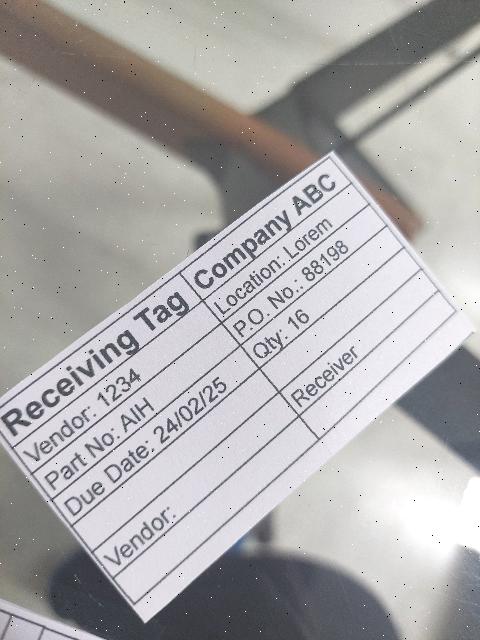 Receiving Tag Company ABC
Vendor: 1234 Location: Lorem
Part No: AIH P.O. No.: 88198
Due Date: 24/02/25 Qty: 16
Vendor: Receiver